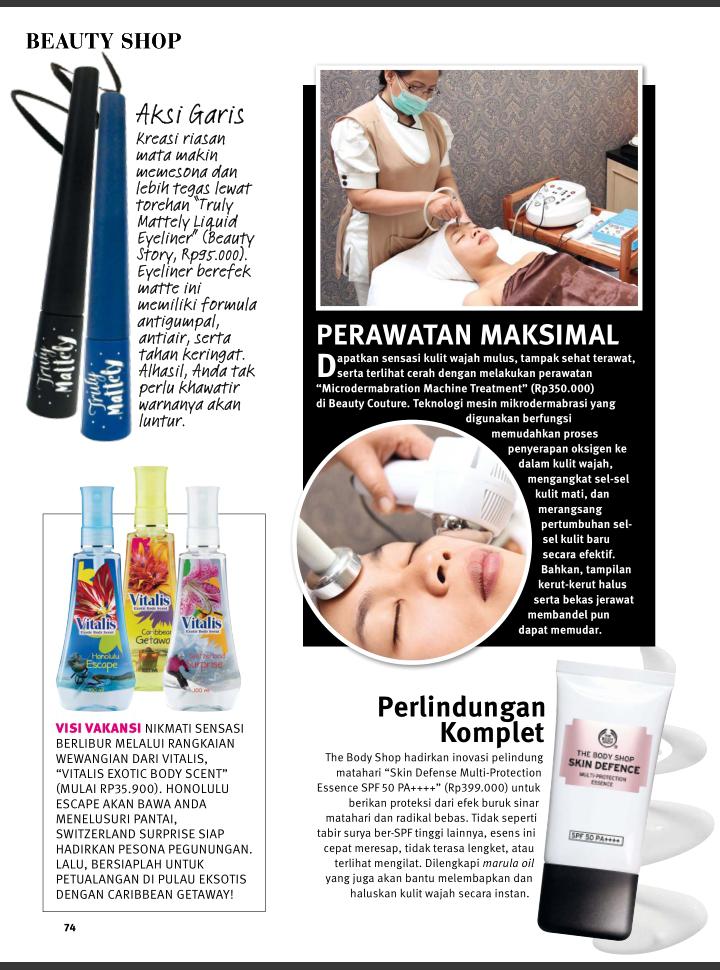 BEAUTY SHOP
Aksi Garis
Kreasi riasan
mata makin
memesona dan
lebih tegas lewat
torehan “Truly
Mattely Liquid
Eyeliner” (Beauty
Story, Rp95.000).
Eyeliner berefek
matte ini
memiliki formula
antigumpal,
antiair, serta
tahan keringat.
Alhasil, Anda tak
perlu khawatir
warnanya akan
luntur.
Truly
Mattely
Truly
Mattely
PERAWATAN MAKSIMAL
Dapatkan sensasi kulit wajah mulus, tampak sehat terawat,
serta terlihat cerah dengan melakukan perawatan
“Microdermabration Machine Treatment” (Rp350.000)
di Beauty Couture. Teknologi mesin mikrodermabrasi yang
digunakan berfungsi
memudahkan proses
penyerapan oksigen ke
dalam kulit wajah,
mengangkat sel-sel
kulit mati, dan
merangsang
pertumbuhan sel-
sel kulit baru
secara efektif.
Bahkan, tampilan
kerut-kerut halus
serta bekas jerawat
membandel pun
dapat memudar.
Vitalis
Exotic Body Scent
Honolulu
Escape
Vitalis
Exotic Body Scent
Caribbean
Getaway
Vitalis
Exotic Body Scent
Surprise
100 ml
VISI VAKANSI NIKMATI SENSASI
BERLIBUR MELALUI RANGKAIAN
WEWANGIAN DARI VITALIS,
“VITALIS EXOTIC BODY SCENT”
(MULAI RP35.900). HONOLULU
ESCAPE AKAN BAWA ANDA
MENELUSURI PANTAI,
SWITZERLAND SURPRISE SIAP
HADIRKAN PESONA PEGUNUNGAN.
LALU, BERSIAPLAH UNTUK
PETUALANGAN DI PULAU EKSOTIS
DENGAN CARIBBEAN GETAWAY!
Perlindungan
Komplet
The Body Shop hadirkan inovasi pelindung
matahari “Skin Defense Multi-Protection
Essence SPF 50 PA++++” (Rp399.000) untuk
berikan proteksi dari efek buruk sinar
matahari dan radikal bebas. Tidak seperti
tabir surya ber-SPF tinggi lainnya, esens ini
cepat meresap, tidak terasa lengket, atau
terlihat mengilat. Dilengkapi marula oil
yang juga akan bantu melembapkan dan
haluskan kulit wajah secara instan.
THE BODY SHOP
SKIN DEFENCE
MULTI-PROTECTION
ESSENCE
SPF 50 PA++++
74